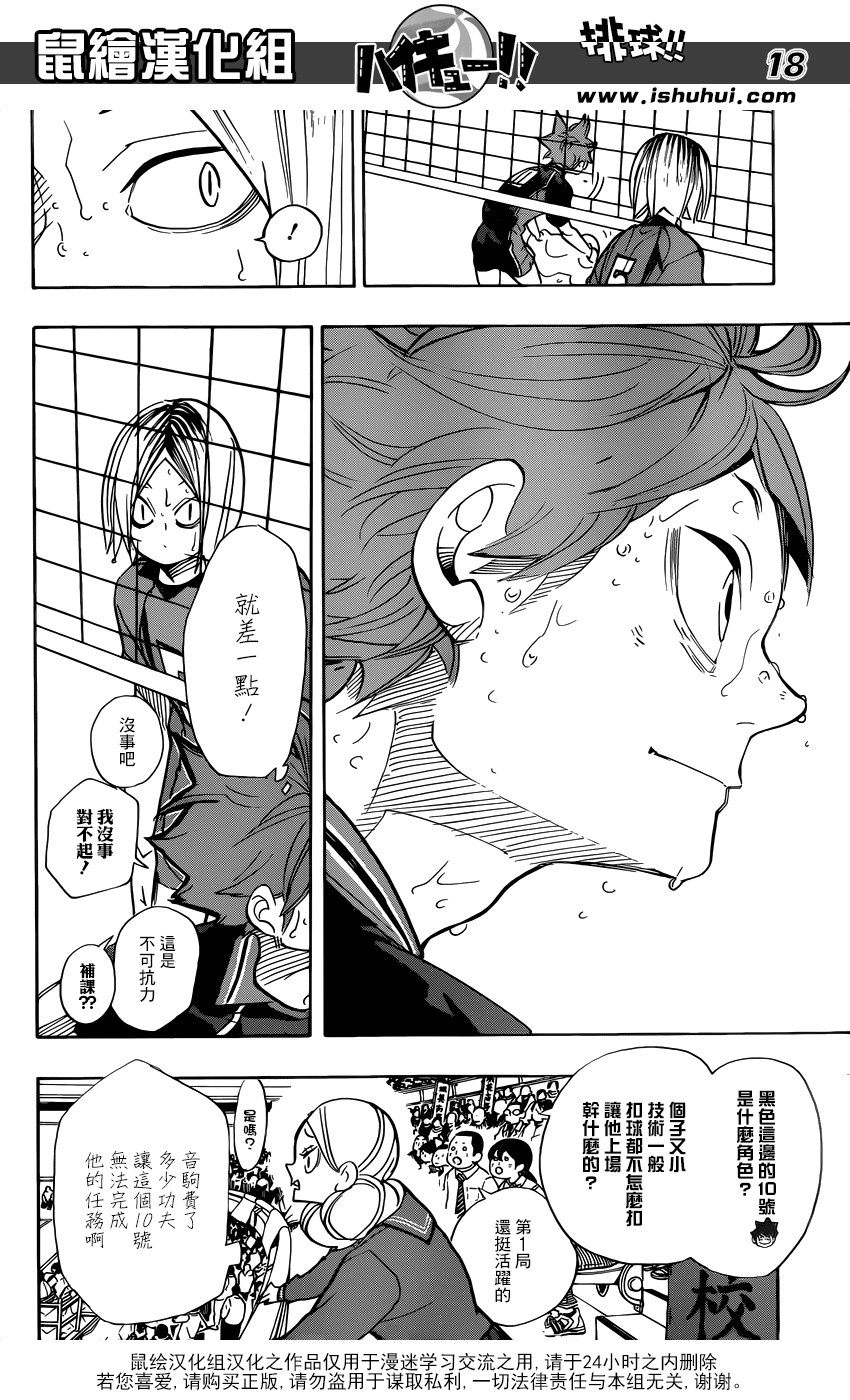 鼠繪漢化組
ハイキュー!!
排球!!
18
www.ishuhui.com
!
就差一點!
沒事吧
我沒事
對不起!
這是
不可抗力
補課??
黑色這邊的10號
是什麼角色?
個子又小
技術一般
扣球都不怎麼扣
讓他上場
幹什麼的?
第1局
還挺活躍的
是嗎?
音駒費了
多少功夫
讓這個10號
無法完成
他的任務啊
校
鼠绘汉化组汉化之作品仅用于漫迷学习交流之用,请于24小时之内删除
若您喜爱,请购买正版,请勿盗用于谋取私利,一切法律责任与本组无关,谢谢。